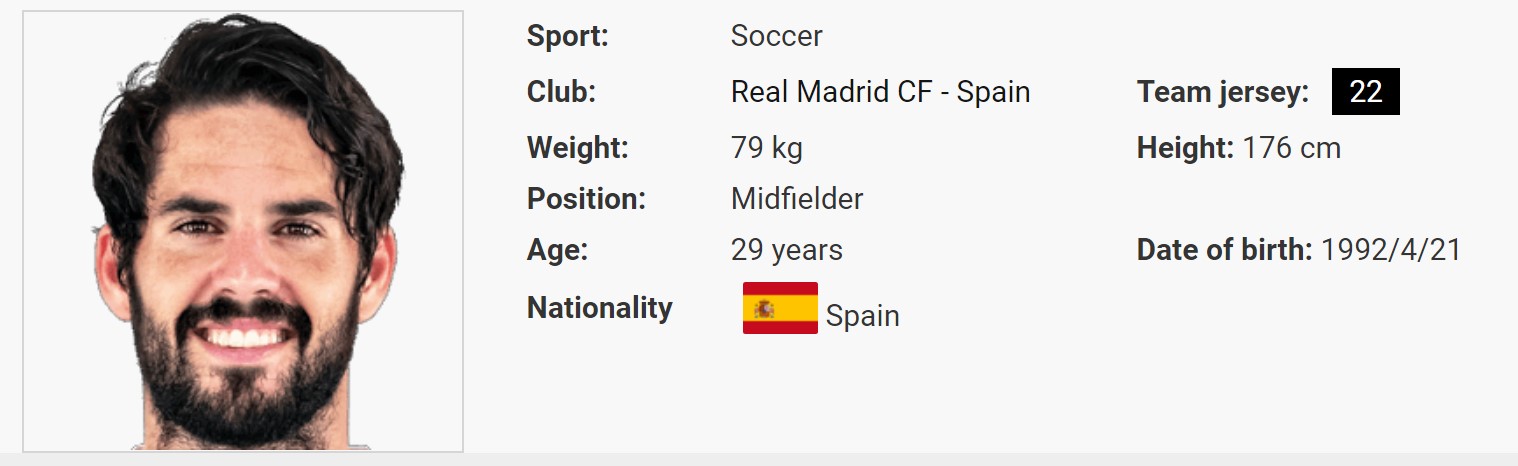 Sport: Soccer
Club: Real Madrid CF - Spain Team jersey: 22
Weight: 79 kg Height: 176 cm
Position: Midfielder
Age: 29 years Date of birth: 1992/4/21
Nationality Spain